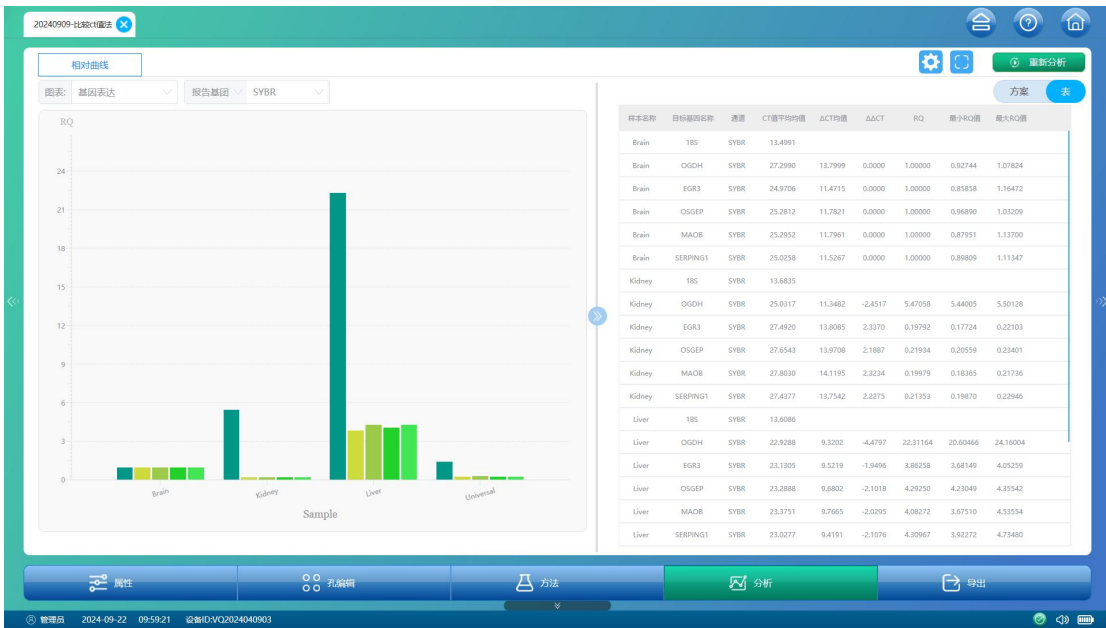 20240909-比较ct值法
相对曲线
重新分析
图表: 基因表达 报告基团 SYBR
方案 表
RQ
24
21
18
15
12
9
6
3
0
Brain Kidney Liver Universal
Sample
样本名称 目标基因名称 通道 CT值平均均值 ΔCT均值 ΔΔCT RQ 最小RQ值 最大RQ值
Brain 18S SYBR 13.4991
Brain OGDH SYBR 27.2990 13.7999 0.0000 1.00000 0.92744 1.07824
Brain EGR3 SYBR 24.9706 11.4715 0.0000 1.00000 0.85858 1.16472
Brain OSGEP SYBR 25.2812 11.7821 0.0000 1.00000 0.96890 1.03209
Brain MAOB SYBR 25.2952 11.7961 0.0000 1.00000 0.87951 1.13700
Brain SERPING1 SYBR 25.0258 11.5267 0.0000 1.00000 0.89809 1.11347
Kidney 18S SYBR 13.6835
Kidney OGDH SYBR 25.0317 11.3482 -2.4517 5.47058 5.44005 5.50128
Kidney EGR3 SYBR 27.4920 13.8085 2.3370 0.19792 0.17724 0.22103
Kidney OSGEP SYBR 27.6543 13.9708 2.1887 0.21934 0.20559 0.23401
Kidney MAOB SYBR 27.8030 14.1195 2.3234 0.19979 0.18365 0.21736
Kidney SERPING1 SYBR 27.4377 13.7542 2.2275 0.21353 0.19870 0.22946
Liver 18S SYBR 13.6086
Liver OGDH SYBR 22.9288 9.3202 -4.4797 22.31164 20.60466 24.16004
Liver EGR3 SYBR 23.1305 9.5219 -1.9496 3.86258 3.68149 4.05259
Liver OSGEP SYBR 23.2888 9.6802 -2.1018 4.29250 4.23049 4.35542
Liver MAOB SYBR 23.3751 9.7665 -2.0295 4.08272 3.67510 4.53554
Liver SERPING1 SYBR 23.0277 9.4191 -2.1076 4.30967 3.92272 4.73480
属性 孔编辑 方法 分析 导出
管理员 2024-09-22 09:59:21 设备ID:VQ2024040903